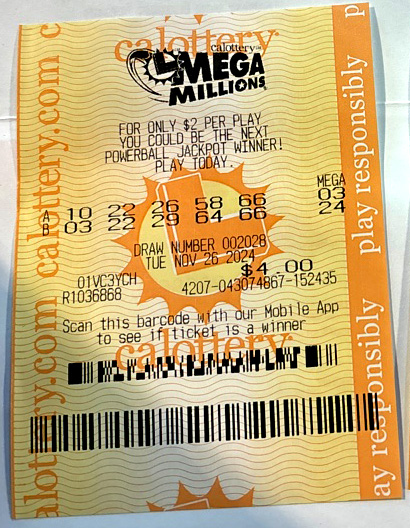 calottery
calottery
MEGA
MILLIONS
FOR ONLY $2 PER PLAY
YOU COULD BE THE NEXT
POWERBALL JACKPOT WINNER!
PLAY TODAY.
MEGA
A 10 22 26 58 66 03
B 03 22 29 64 66 24
DRAW NUMBER 002028
TUE NOV 26 2024
$4.00
01VC3YCH
R1036868
4207-043074867-152435
Scan this barcode with our Mobile App
to see if ticket is a winner
calottery
calottery.com calottery.com c
p
play responsibly
ay responsibly